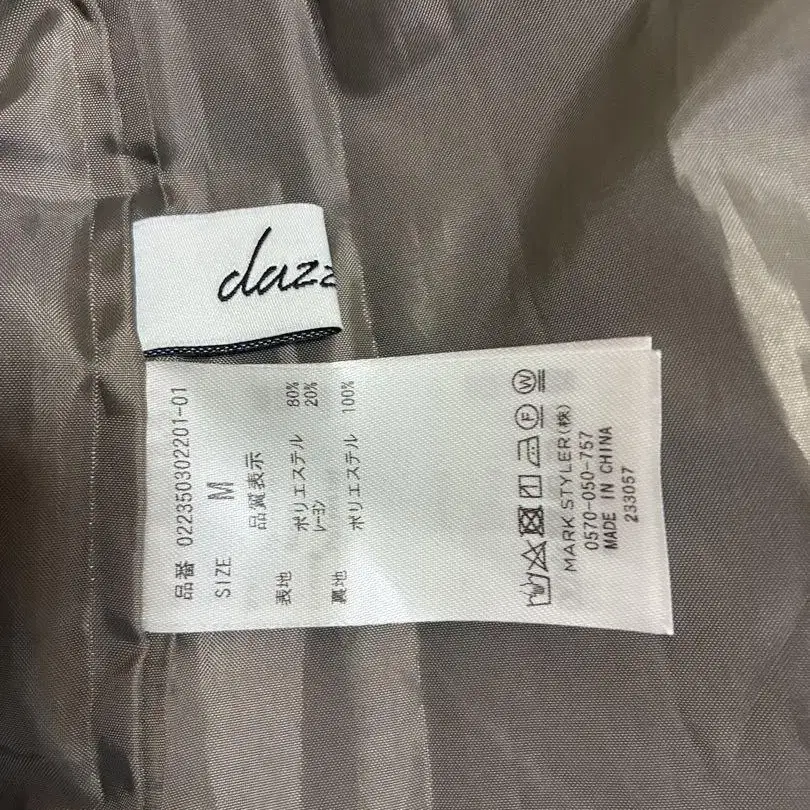 dazz
品番 022350302201-01
SIZE M
品質表示
表地 ポリエステル 80%
レーヨン 20%
裏地 ポリエステル 100%
F W
MARK STYLER(株)
0570-050-757
MADE IN CHINA
233057